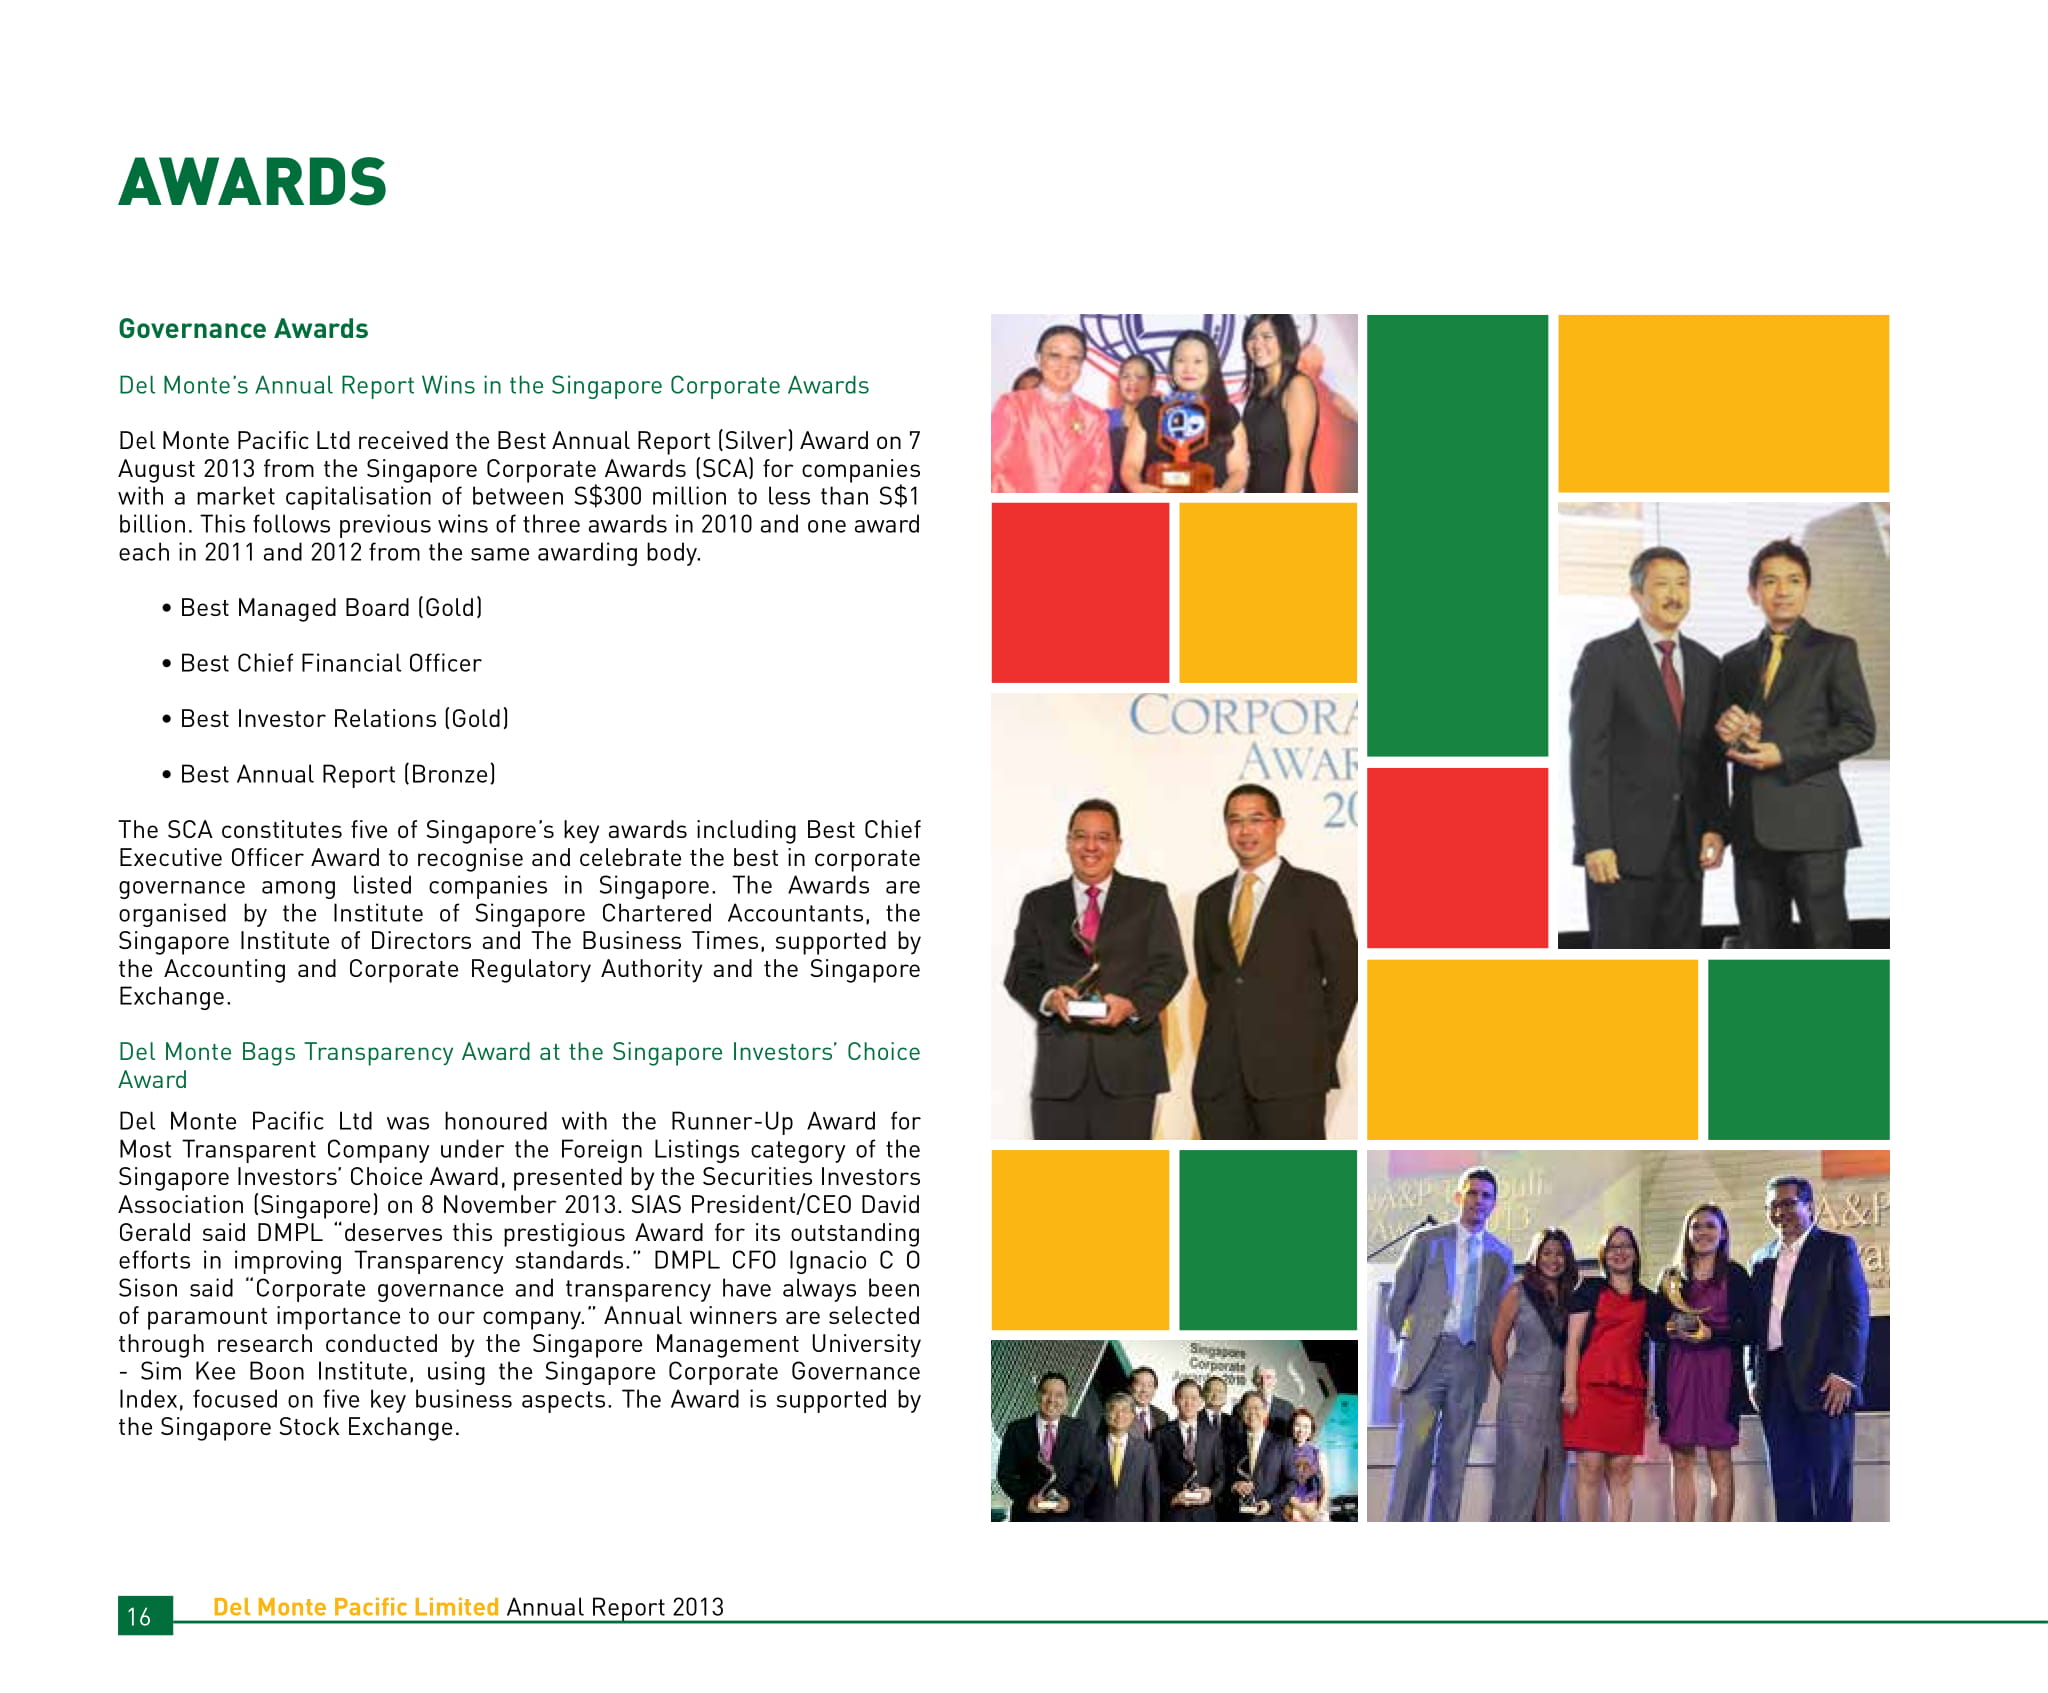 AWARDS
Governance Awards
Del Monte’s Annual Report Wins in the Singapore Corporate Awards
Del Monte Pacific Ltd received the Best Annual Report (Silver) Award on 7
August 2013 from the Singapore Corporate Awards (SCA) for companies
with a market capitalisation of between S$300 million to less than S$1
billion. This follows previous wins of three awards in 2010 and one award
each in 2011 and 2012 from the same awarding body.
• Best Managed Board (Gold)
• Best Chief Financial Officer
• Best Investor Relations (Gold)
• Best Annual Report (Bronze)
The SCA constitutes five of Singapore’s key awards including Best Chief
Executive Officer Award to recognise and celebrate the best in corporate
governance among listed companies in Singapore. The Awards are
organised by the Institute of Singapore Chartered Accountants, the
Singapore Institute of Directors and The Business Times, supported by
the Accounting and Corporate Regulatory Authority and the Singapore
Exchange.
Del Monte Bags Transparency Award at the Singapore Investors’ Choice
Award
Del Monte Pacific Ltd was honoured with the Runner-Up Award for
Most Transparent Company under the Foreign Listings category of the
Singapore Investors’ Choice Award, presented by the Securities Investors
Association (Singapore) on 8 November 2013. SIAS President/CEO David
Gerald said DMPL “deserves this prestigious Award for its outstanding
efforts in improving Transparency standards.” DMPL CFO Ignacio C O
Sison said “Corporate governance and transparency have always been
of paramount importance to our company.” Annual winners are selected
through research conducted by the Singapore Management University
- Sim Kee Boon Institute, using the Singapore Corporate Governance
Index, focused on five key business aspects. The Award is supported by
the Singapore Stock Exchange.
CORPORA
AWAR
20
Singapore
Corporate
2010
A&P
13
A&P
16
Del Monte Pacific Limited Annual Report 2013